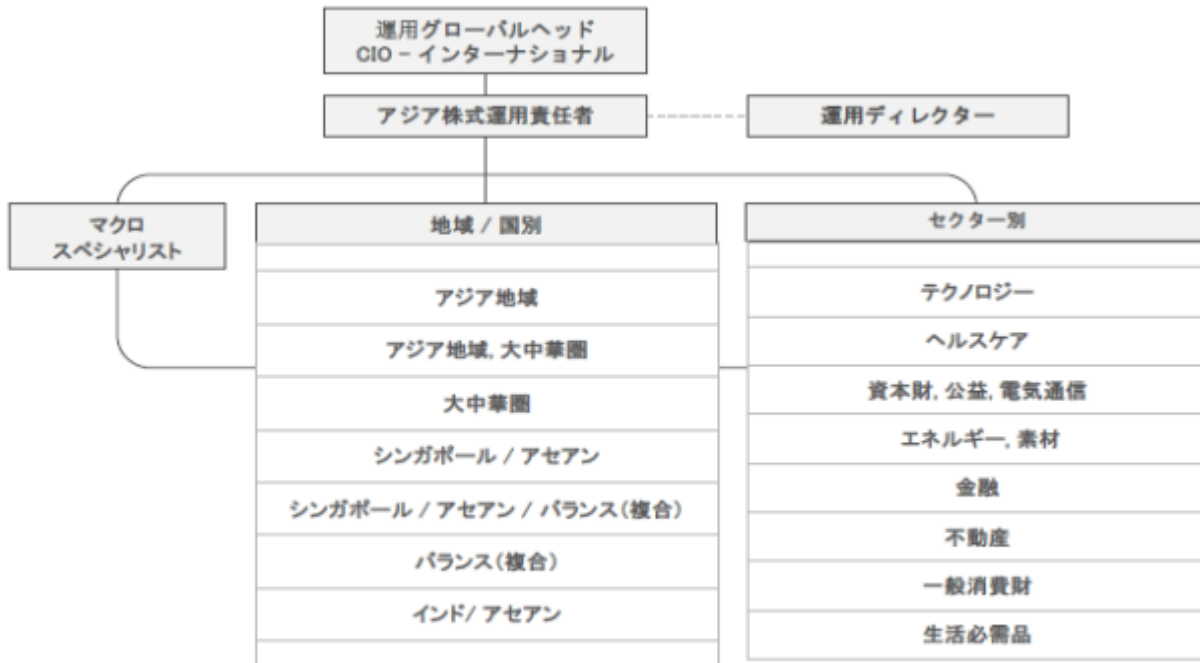 運用グローバルヘッド
CIO - インターナショナル
アジア株式運用責任者
運用ディレクター
マクロ
スペシャリスト
地域 / 国別
アジア地域
アジア地域, 大中華圏
大中華圏
シンガポール / アセアン
シンガポール / アセアン / バランス(複合)
バランス(複合)
インド/ アセアン
セクター別
テクノロジー
ヘルスケア
資本財, 公益, 電気通信
エネルギー, 素材
金融
不動産
一般消費財
生活必需品